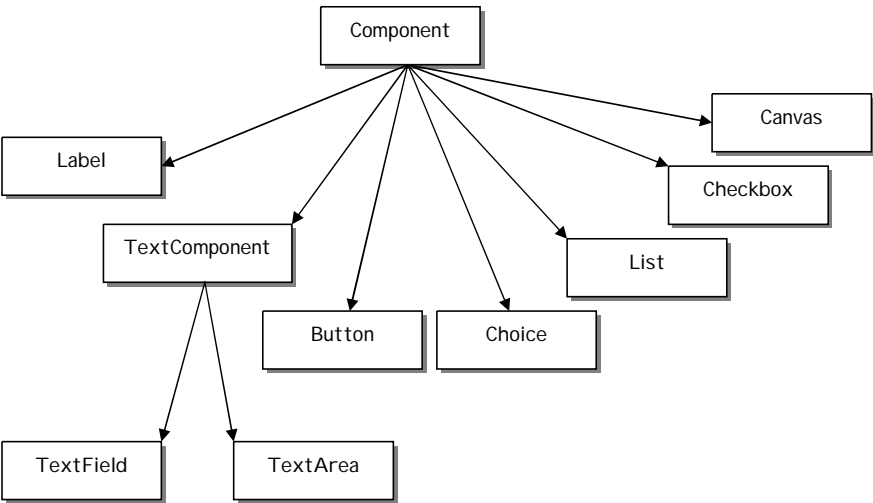 Component
Canvas
Label
Checkbox
TextComponent
List
Button
Choice
TextField
TextArea